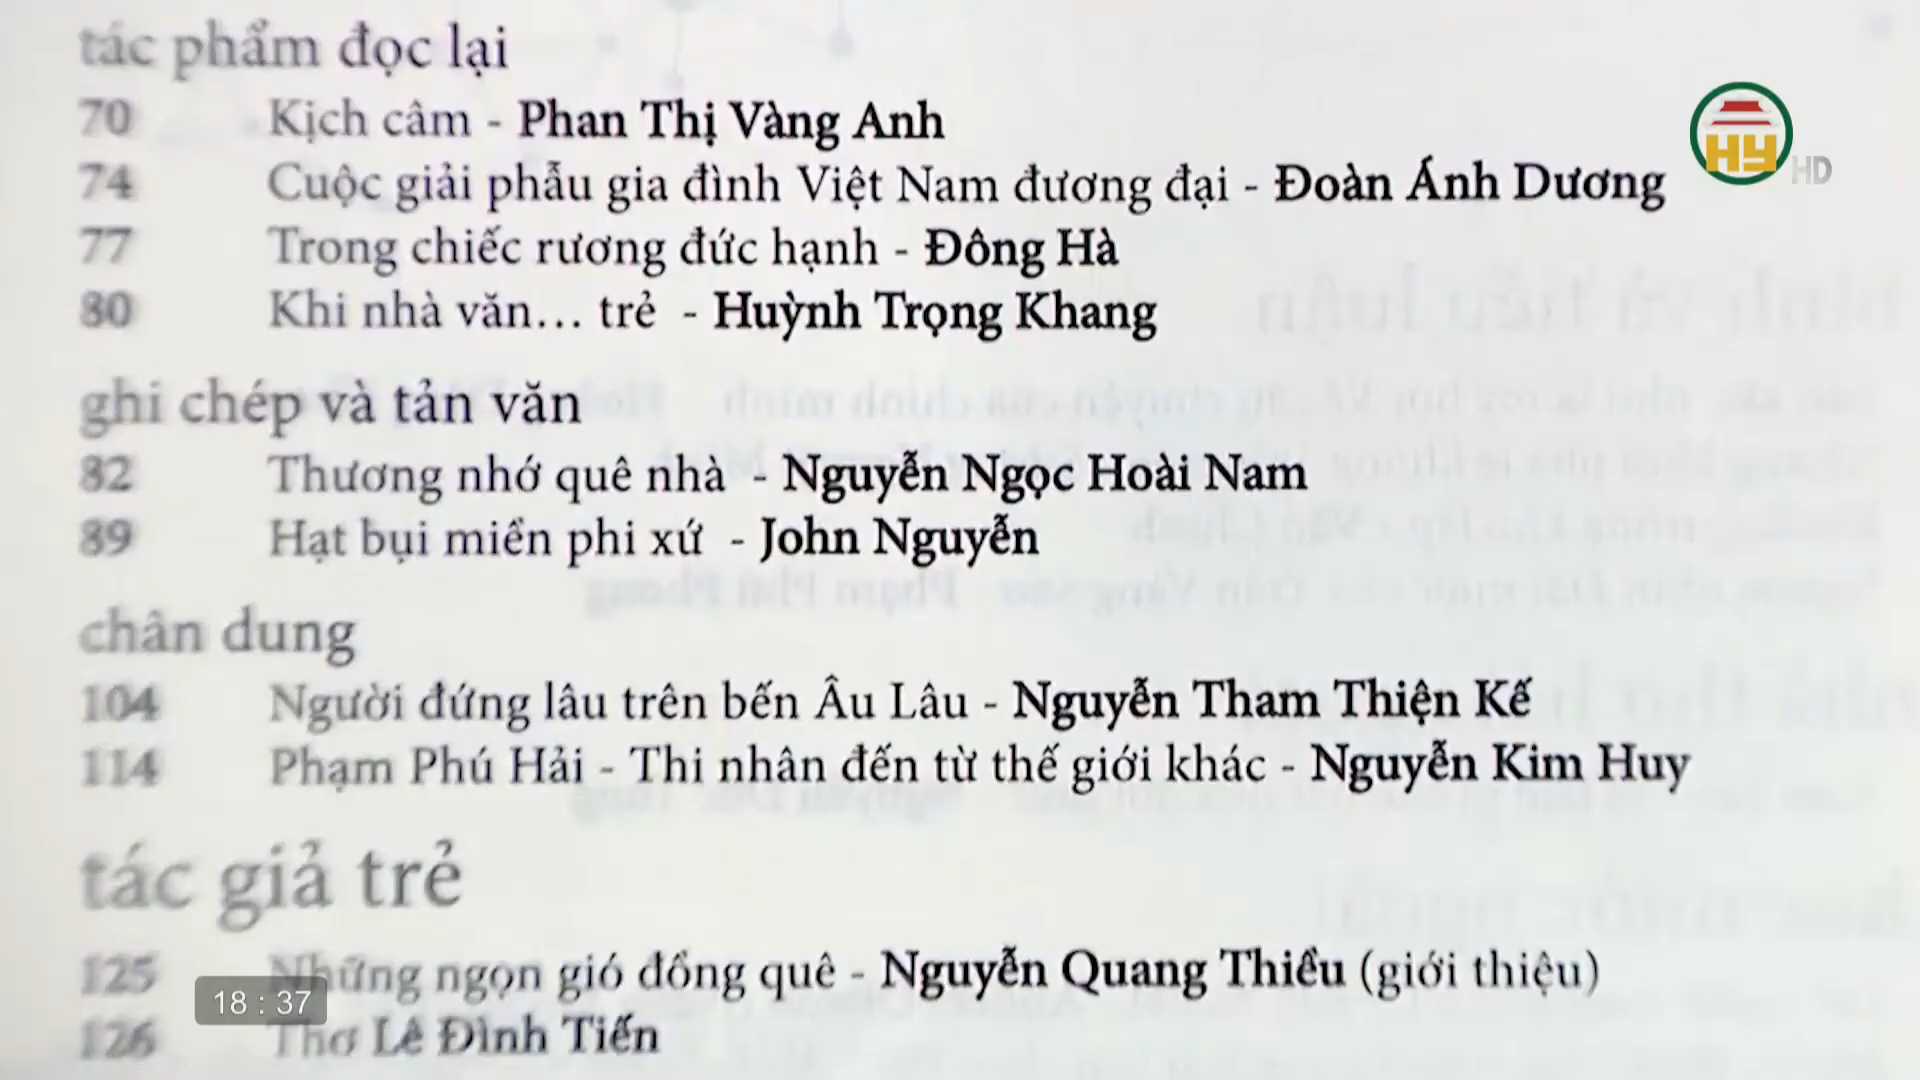 tác phẩm đọc lại
70 Kịch câm - Phan Thị Vàng Anh
74 Cuộc giải phẫu gia đình Việt Nam đương đại - Đoàn Ánh Dương
77 Trong chiếc rương đức hạnh - Đông Hà
80 Khi nhà văn... trẻ - Huỳnh Trọng Khang
ghi chép và tản văn
82 Thương nhớ quê nhà - Nguyễn Ngọc Hoài Nam
89 Hạt bụi miền phi xứ - John Nguyễn
chân dung
104 Người đứng lâu trên bến Âu Lâu - Nguyễn Tham Thiện Kế
114 Phạm Phú Hải - Thi nhân đến từ thế giới khác - Nguyễn Kim Huy
tác giả trẻ
125 Những ngọn gió đồng quê - Nguyễn Quang Thiều (giới thiệu)
126 Thơ Lê Đình Tiến
HY HD
18 : 37